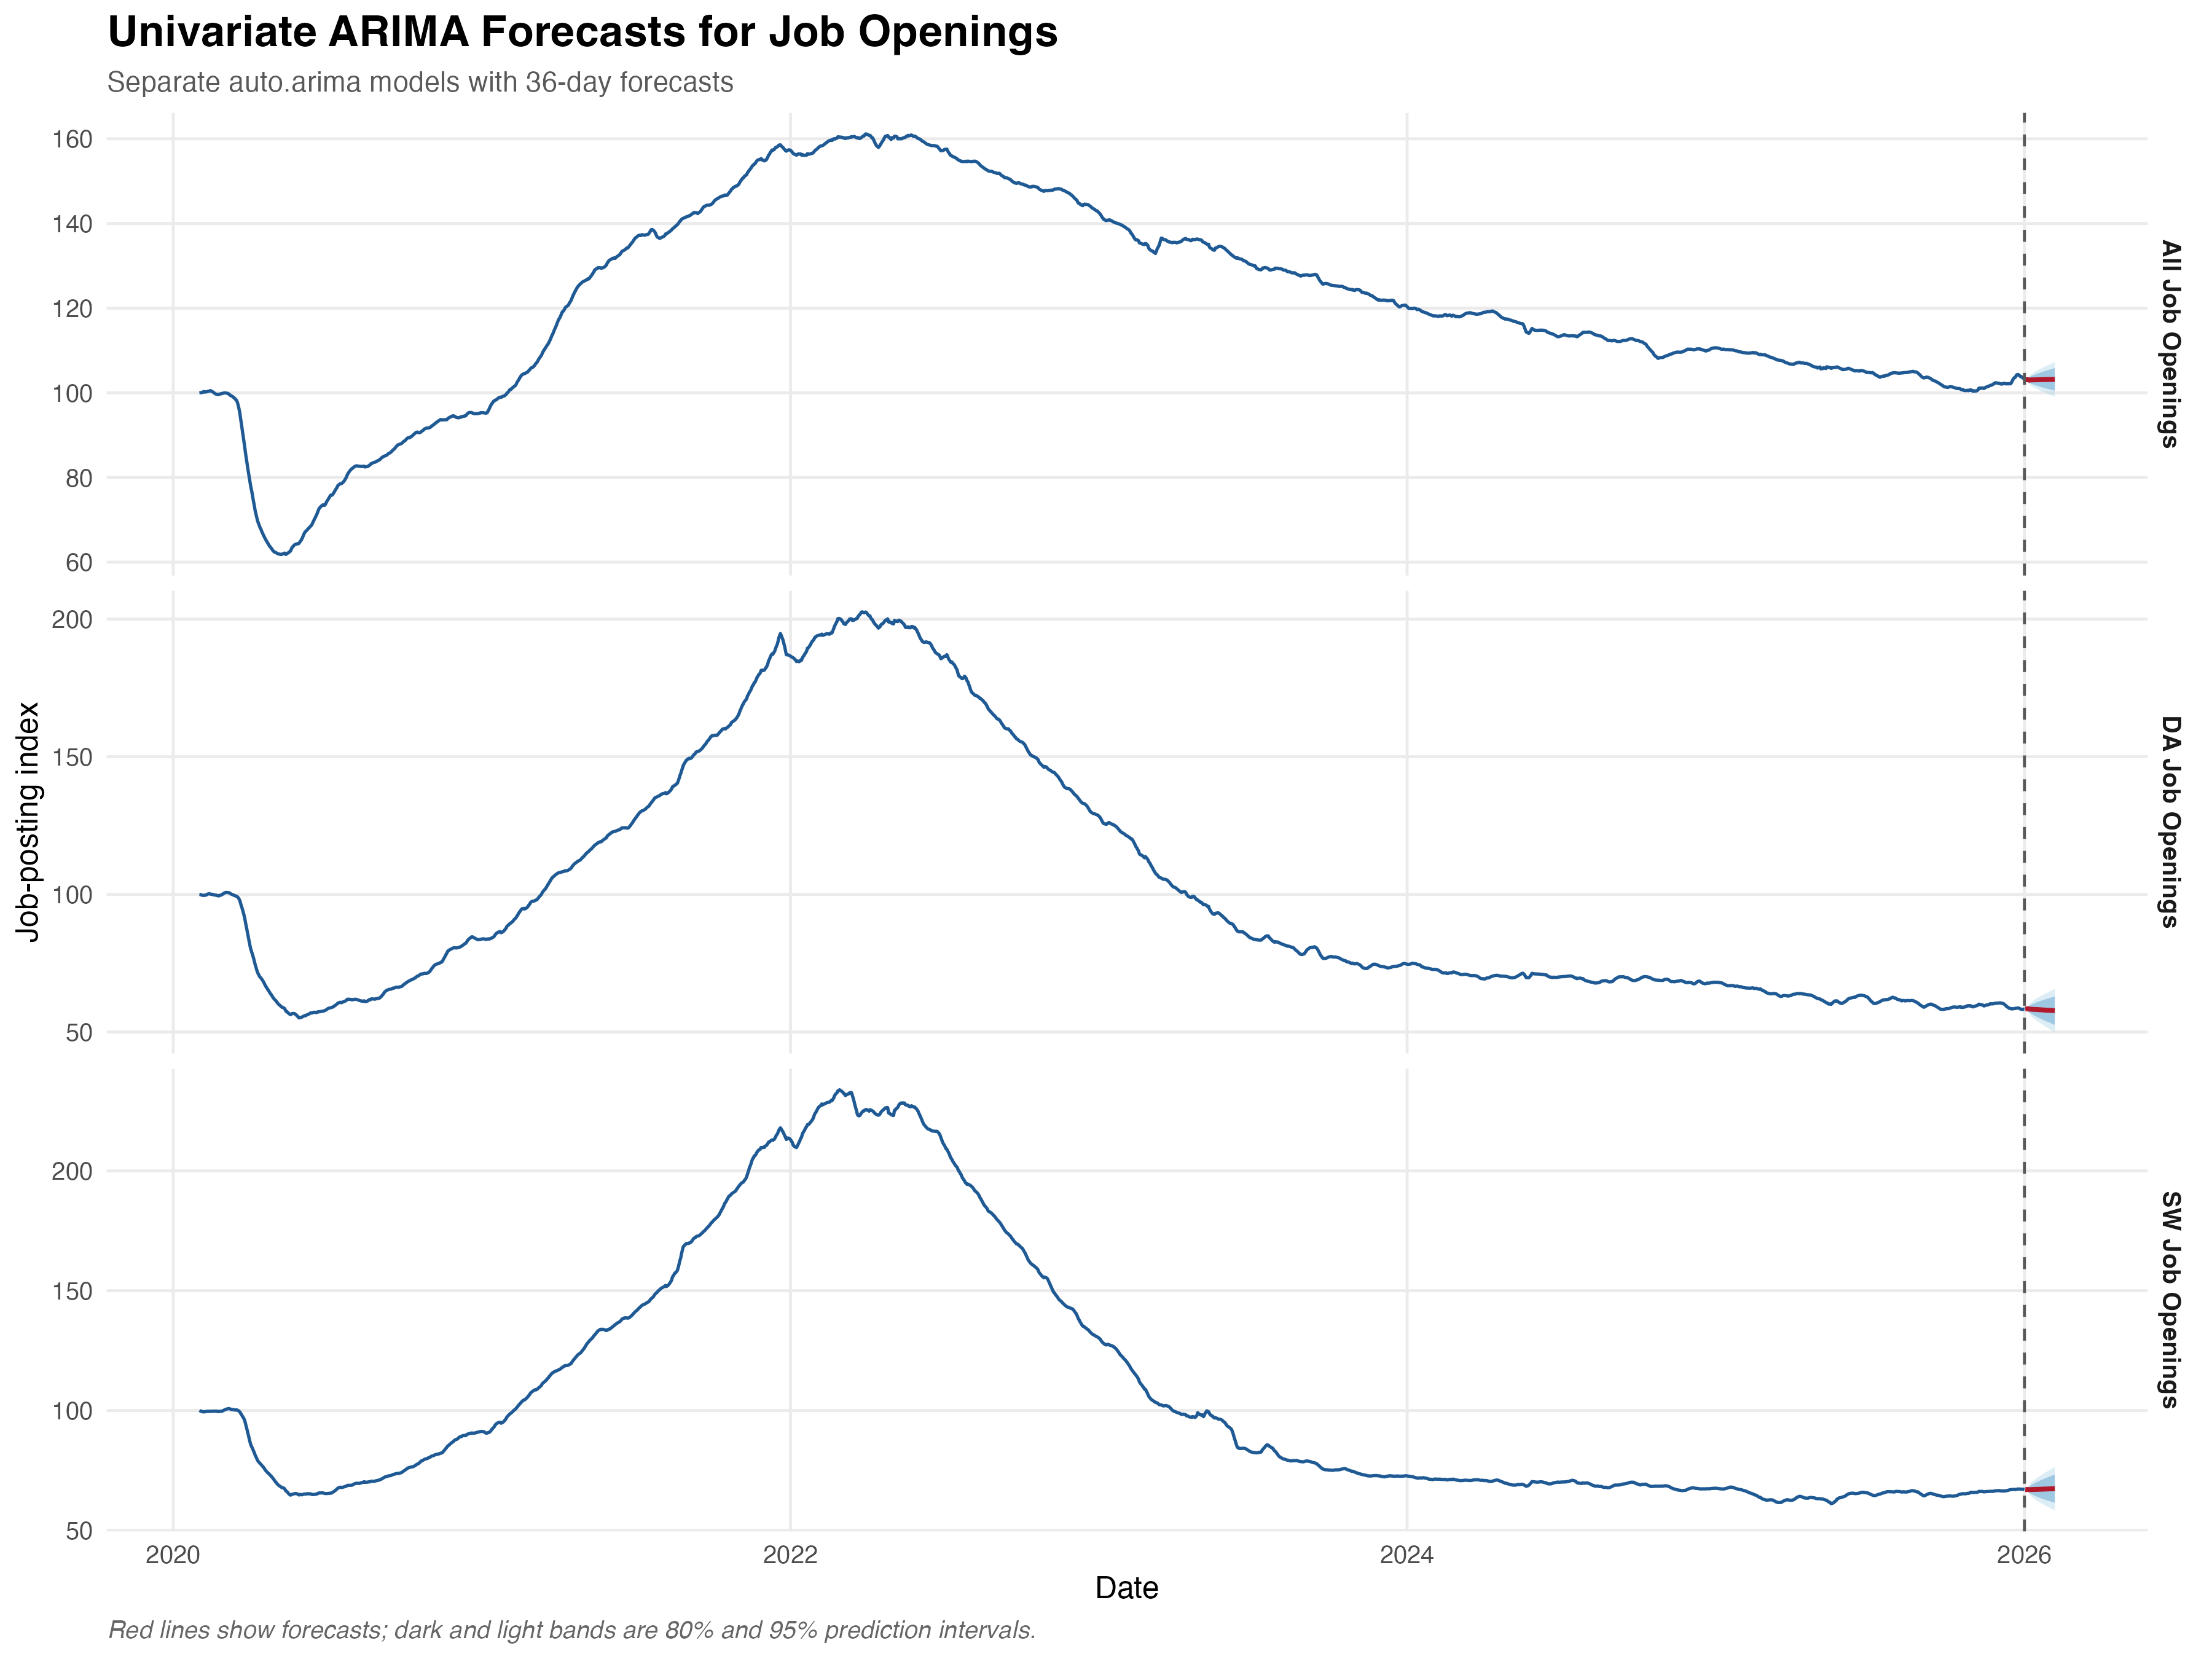 Univariate ARIMA Forecasts for Job Openings
Separate auto.arima models with 36-day forecasts
160
140
120
100
80
60
All Job Openings
200
150
100
50
DA Job Openings
Job-posting index
200
150
100
50
SW Job Openings
2020
2022
2024
2026
Date
Red lines show forecasts; dark and light bands are 80% and 95% prediction intervals.